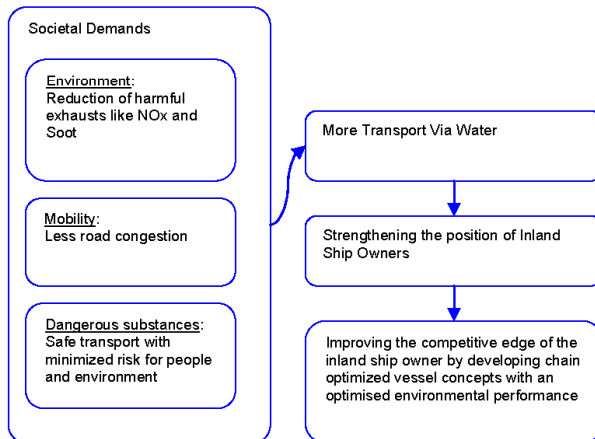 Societal Demands
Environment:
Reduction of harmful
exhausts like NOx and
Soot
Mobility:
Less road congestion
Dangerous substances:
Safe transport with
minimized risk for people
and environment
More Transport Via Water
Strengthening the position of Inland
Ship Owners
Improving the competitive edge of the
inland ship owner by developing chain
optimized vessel concepts with an
optimised environmental performance